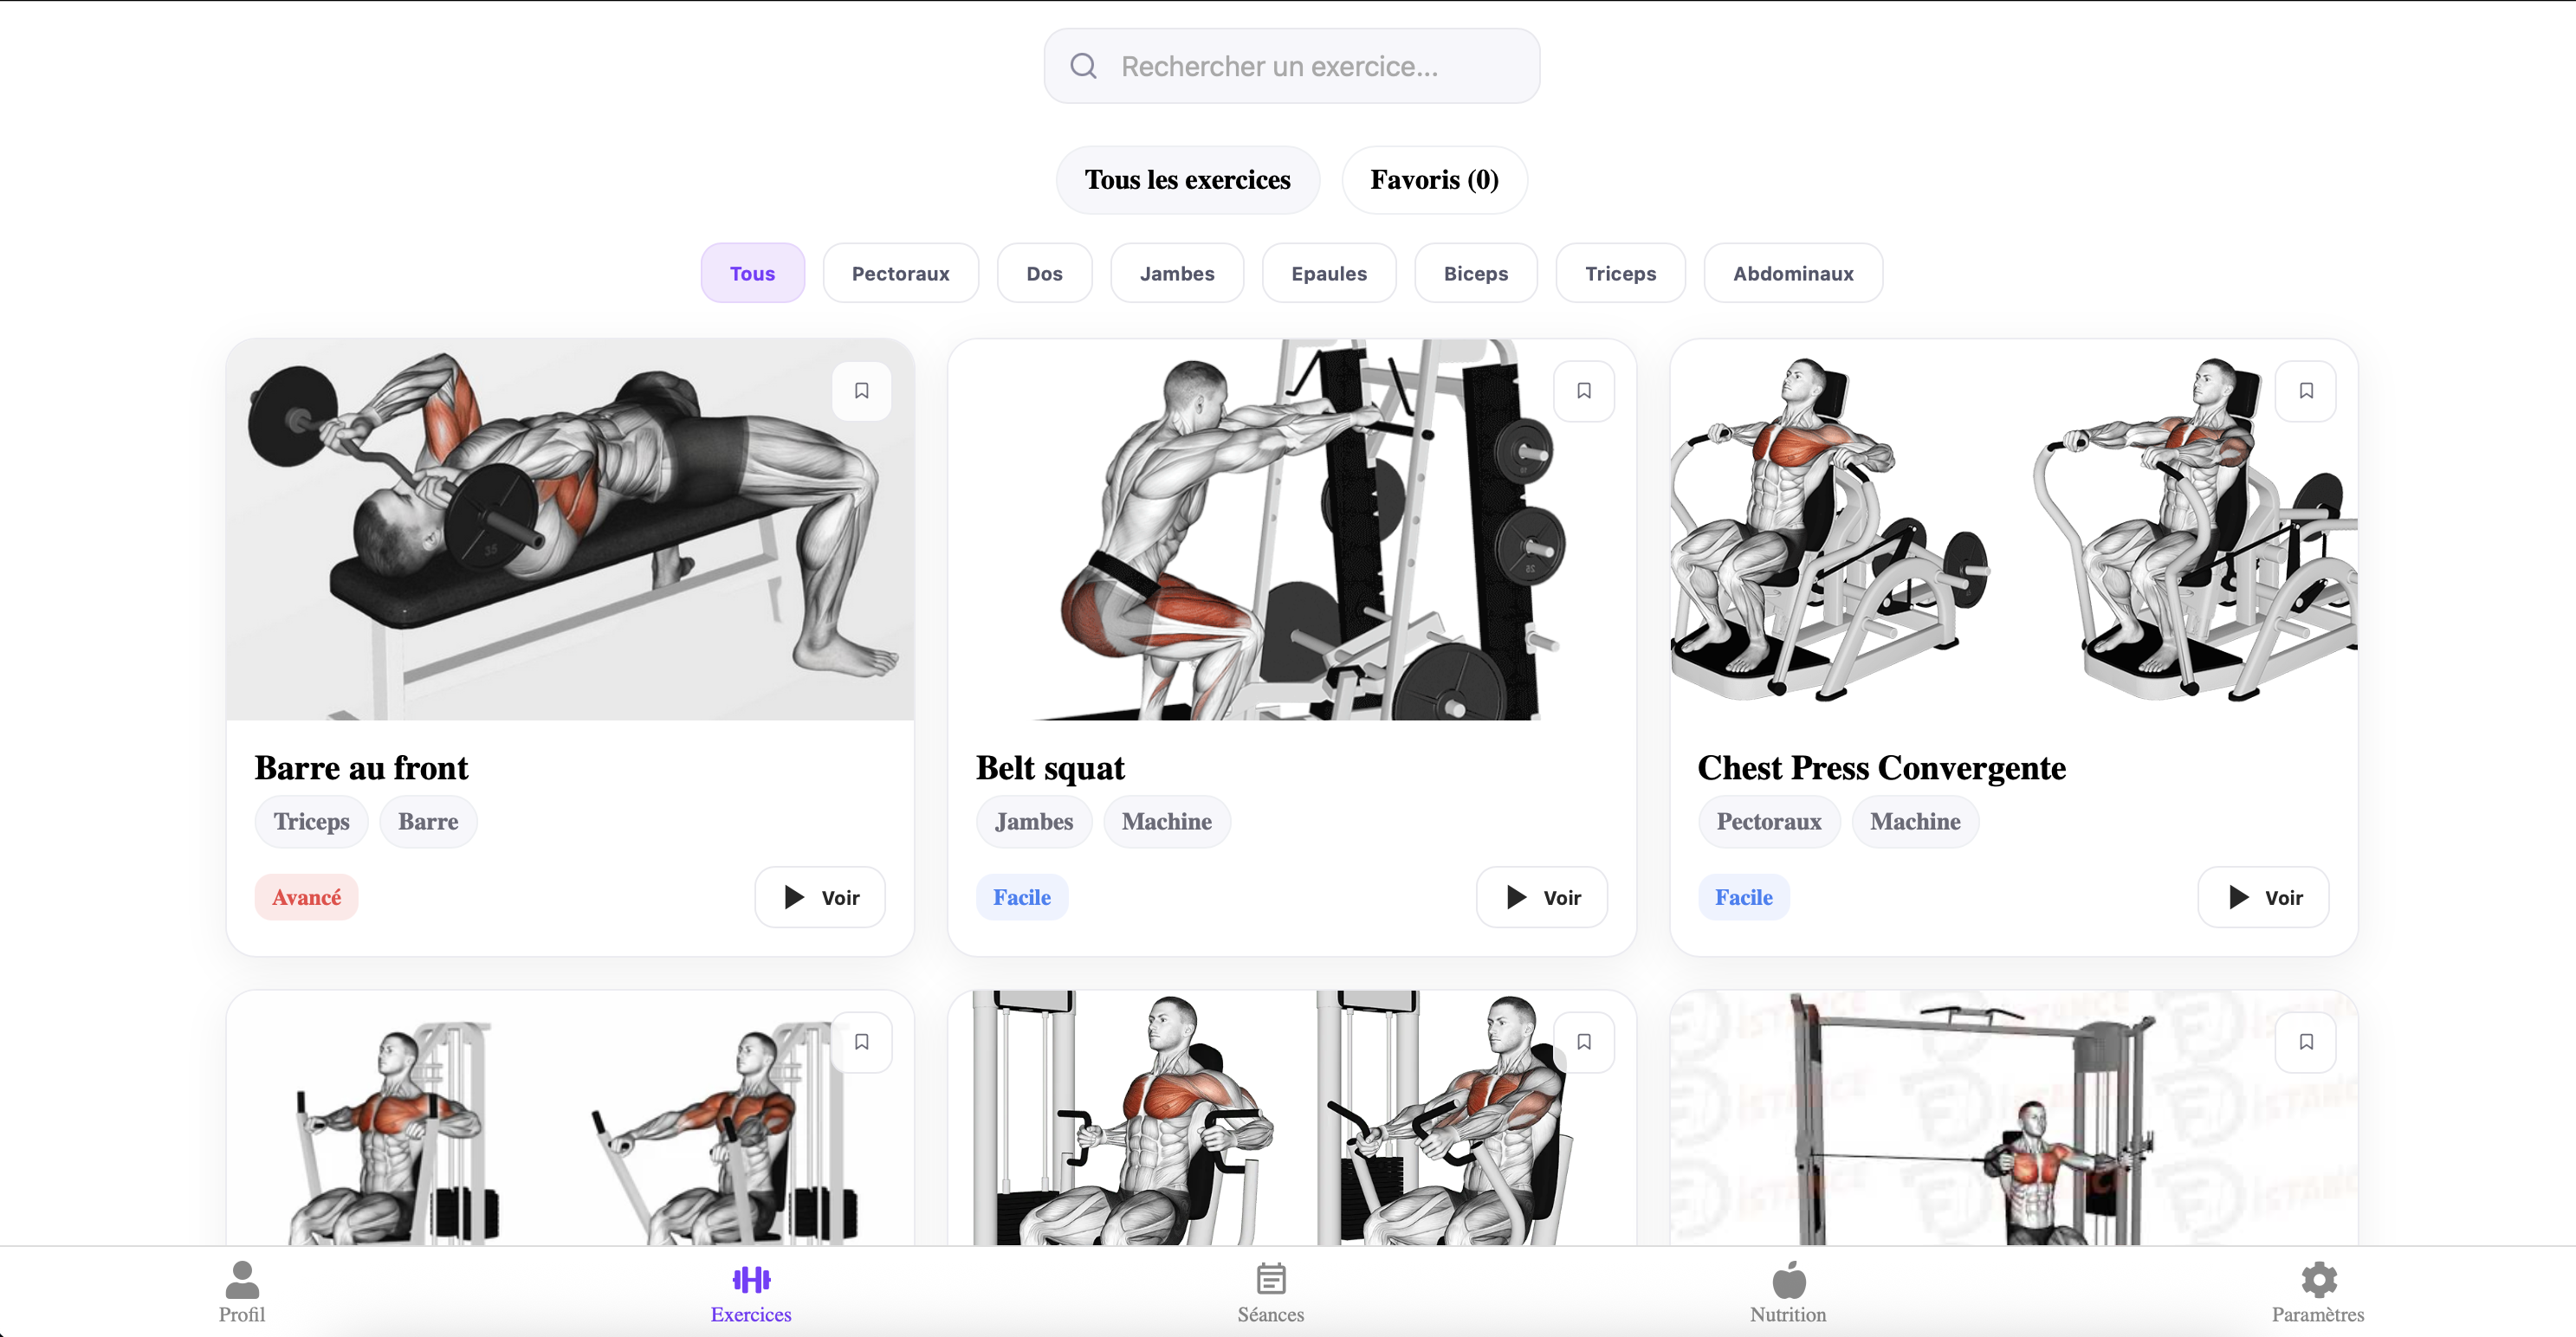 Rechercher un exercice...
Tous les exercices
Favoris (0)
Tous
Pectoraux
Dos
Jambes
Epaules
Biceps
Triceps
Abdominaux
35
Barre au front
Triceps
Barre
Avancé
Voir
Belt squat
Jambes
Machine
Facile
Voir
Chest Press Convergente
Pectoraux
Machine
Facile
Voir
Profil
Exercices
Séances
Nutrition
Paramètres